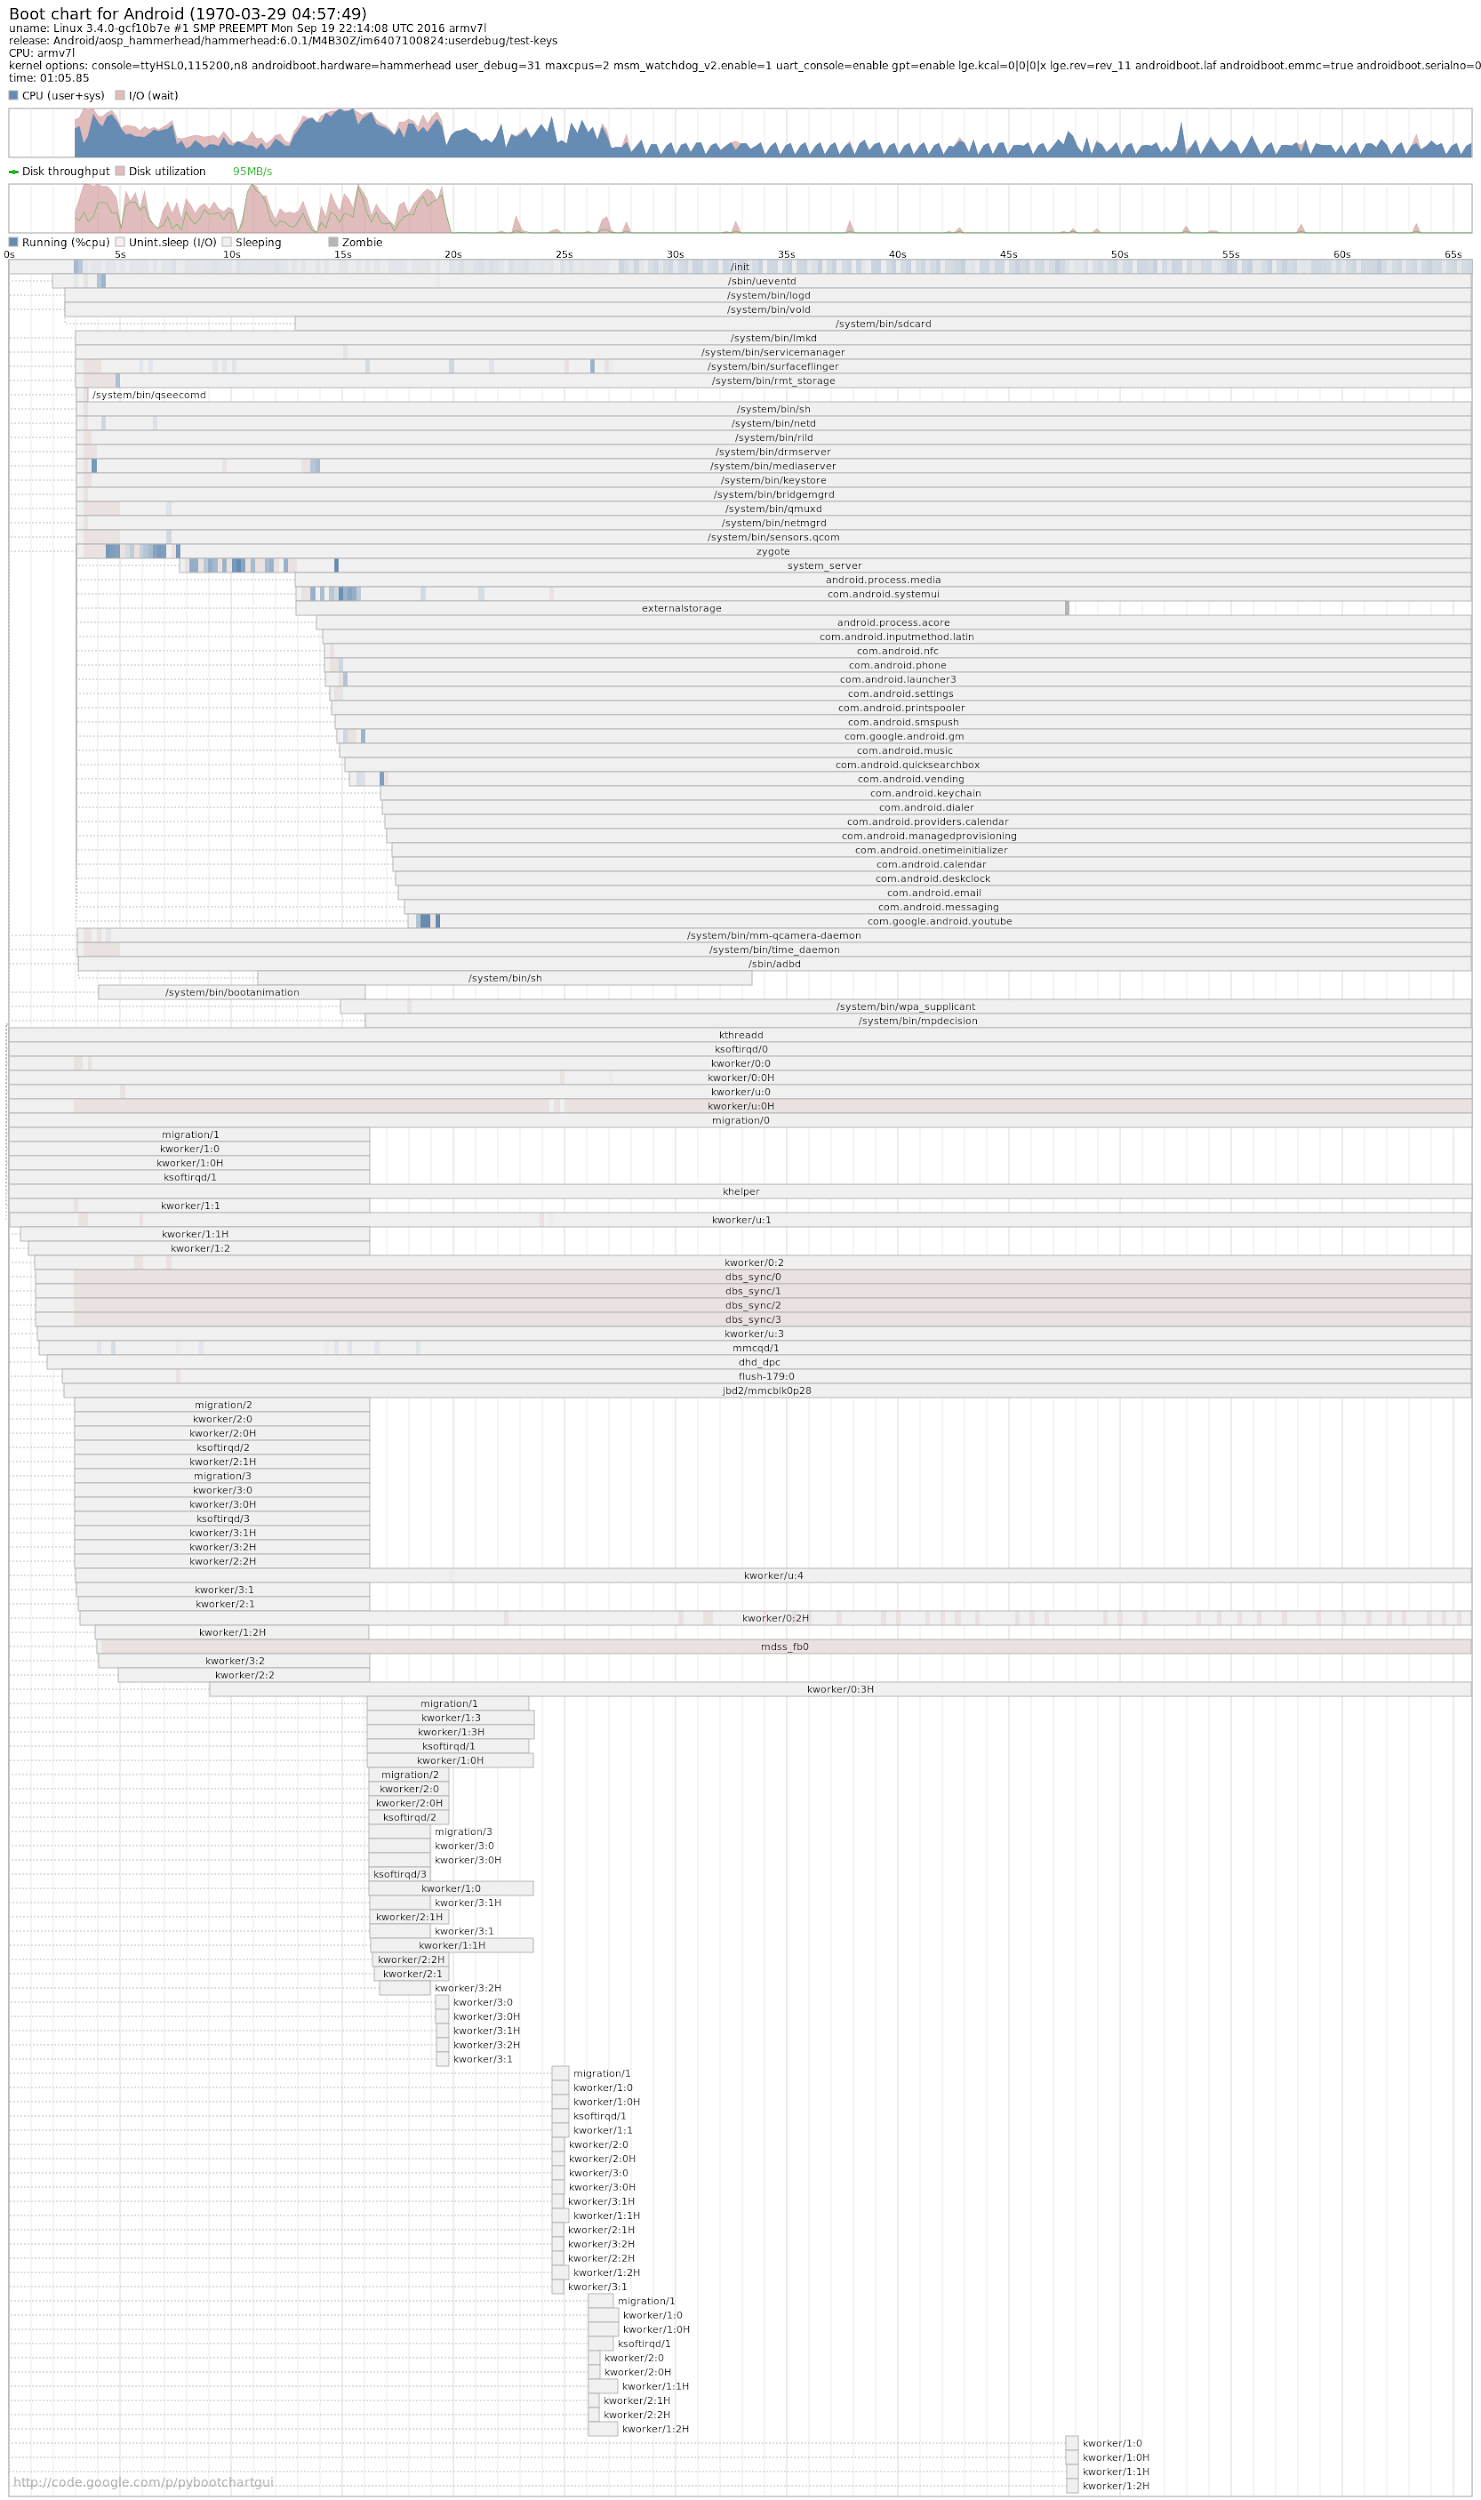 Boot chart for Android (1970-03-29 04:57:49)
uname: Linux 3.4.0-gcf10b7e #1 SMP PREEMPT Mon Sep 19 22:14:08 UTC 2016 armv7l
release: Android/aosp_hammerhead/hammerhead:6.0.1/M4B30Z/im6407100824:userdebug/test-keys
CPU: armv7l
kernel options: console=ttyHSL0,115200,n8 androidboot.hardware=hammerhead user_debug=31 maxcpus=2 msm_watchdog_v2.enable=1 uart_console=enable gpt=enable lge.kcal=0|0|0|x lge.rev=rev_11 androidboot.laf androidboot.emmc=true androidboot.serialno=0
time: 01:05.85
CPU (user+sys) I/O (wait)
Disk throughput Disk utilization 95MB/s
Running (%cpu) Unint.sleep (I/O) Sleeping Zombie
0s 5s 10s 15s 20s 25s 30s 35s 40s 45s 50s 55s 60s 65s
/init
/sbin/ueventd
/system/bin/logd
/system/bin/vold
/system/bin/sdcard
/system/bin/lmkd
/system/bin/servicemanager
/system/bin/surfaceflinger
/system/bin/rmt_storage
/system/bin/qseecomd
/system/bin/sh
/system/bin/netd
/system/bin/rild
/system/bin/drmserver
/system/bin/mediaserver
/system/bin/keystore
/system/bin/bridgemgrd
/system/bin/qmuxd
/system/bin/netmgrd
/system/bin/sensors.qcom
zygote
system_server
android.process.media
com.android.systemui
externalstorage
android.process.acore
com.android.inputmethod.latin
com.android.nfc
com.android.phone
com.android.launcher3
com.android.settings
com.android.printspooler
com.android.smspush
com.google.android.gm
com.android.music
com.android.quicksearchbox
com.android.vending
com.android.keychain
com.android.dialer
com.android.providers.calendar
com.android.managedprovisioning
com.android.onetimeinitializer
com.android.calendar
com.android.deskclock
com.android.email
com.android.messaging
com.google.android.youtube
/system/bin/mm-qcamera-daemon
/system/bin/time_daemon
/sbin/adbd
/system/bin/sh
/system/bin/bootanimation
/system/bin/wpa_supplicant
/system/bin/mpdecision
kthreadd
ksoftirqd/0
kworker/0:0
kworker/0:0H
kworker/u:0
kworker/u:0H
migration/0
migration/1
kworker/1:0
kworker/1:0H
ksoftirqd/1
khelper
kworker/1:1
kworker/u:1
kworker/1:1H
kworker/1:2
kworker/0:2
dbs_sync/0
dbs_sync/1
dbs_sync/2
dbs_sync/3
kworker/u:3
mmcqd/1
dhd_dpc
flush-179:0
jbd2/mmcblk0p28
migration/2
kworker/2:0
kworker/2:0H
ksoftirqd/2
kworker/2:1H
migration/3
kworker/3:0
kworker/3:0H
ksoftirqd/3
kworker/3:1H
kworker/3:2H
kworker/2:2H
kworker/u:4
kworker/3:1
kworker/2:1
kworker/0:2H
kworker/1:2H
mdss_fb0
kworker/3:2
kworker/2:2
kworker/0:3H
migration/1
kworker/1:3
kworker/1:3H
ksoftirqd/1
kworker/1:0H
migration/2
kworker/2:0
kworker/2:0H
ksoftirqd/2
migration/3
kworker/3:0
kworker/3:0H
ksoftirqd/3
kworker/1:0
kworker/3:1H
kworker/2:1H
kworker/3:1
kworker/1:1H
kworker/2:2H
kworker/2:1
kworker/3:2H
kworker/3:0
kworker/3:0H
kworker/3:1H
kworker/3:2H
kworker/3:1
migration/1
kworker/1:0
kworker/1:0H
ksoftirqd/1
kworker/1:1
kworker/2:0
kworker/2:0H
kworker/3:0
kworker/3:0H
kworker/3:1H
kworker/1:1H
kworker/2:1H
kworker/3:2H
kworker/2:2H
kworker/1:2H
kworker/3:1
migration/1
kworker/1:0
kworker/1:0H
ksoftirqd/1
kworker/2:0
kworker/2:0H
kworker/1:1H
kworker/2:1H
kworker/2:2H
kworker/1:2H
kworker/1:0
kworker/1:0H
kworker/1:1H
kworker/1:2H
http://code.google.com/p/pybootchartgui